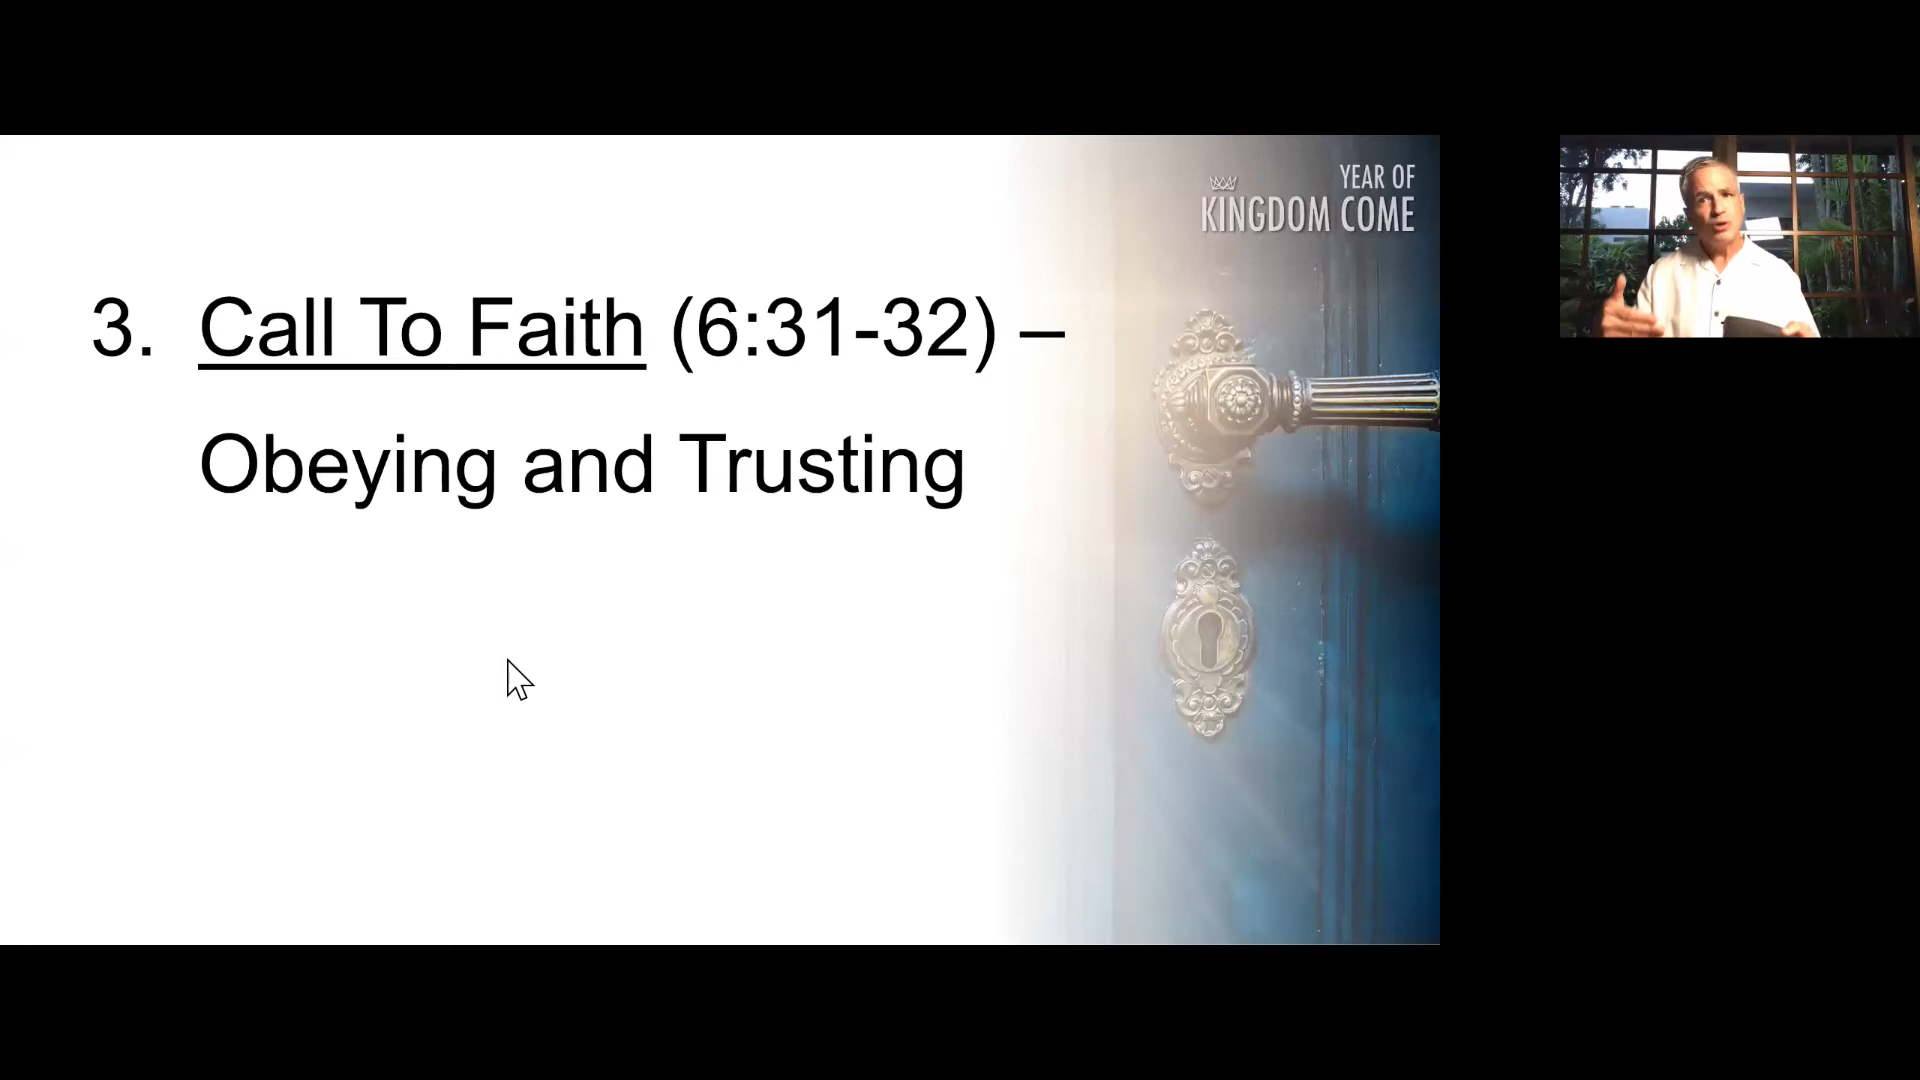 YEAR OF
KINGDOM COME
3. Call To Faith (6:31-32) –
Obeying and Trusting